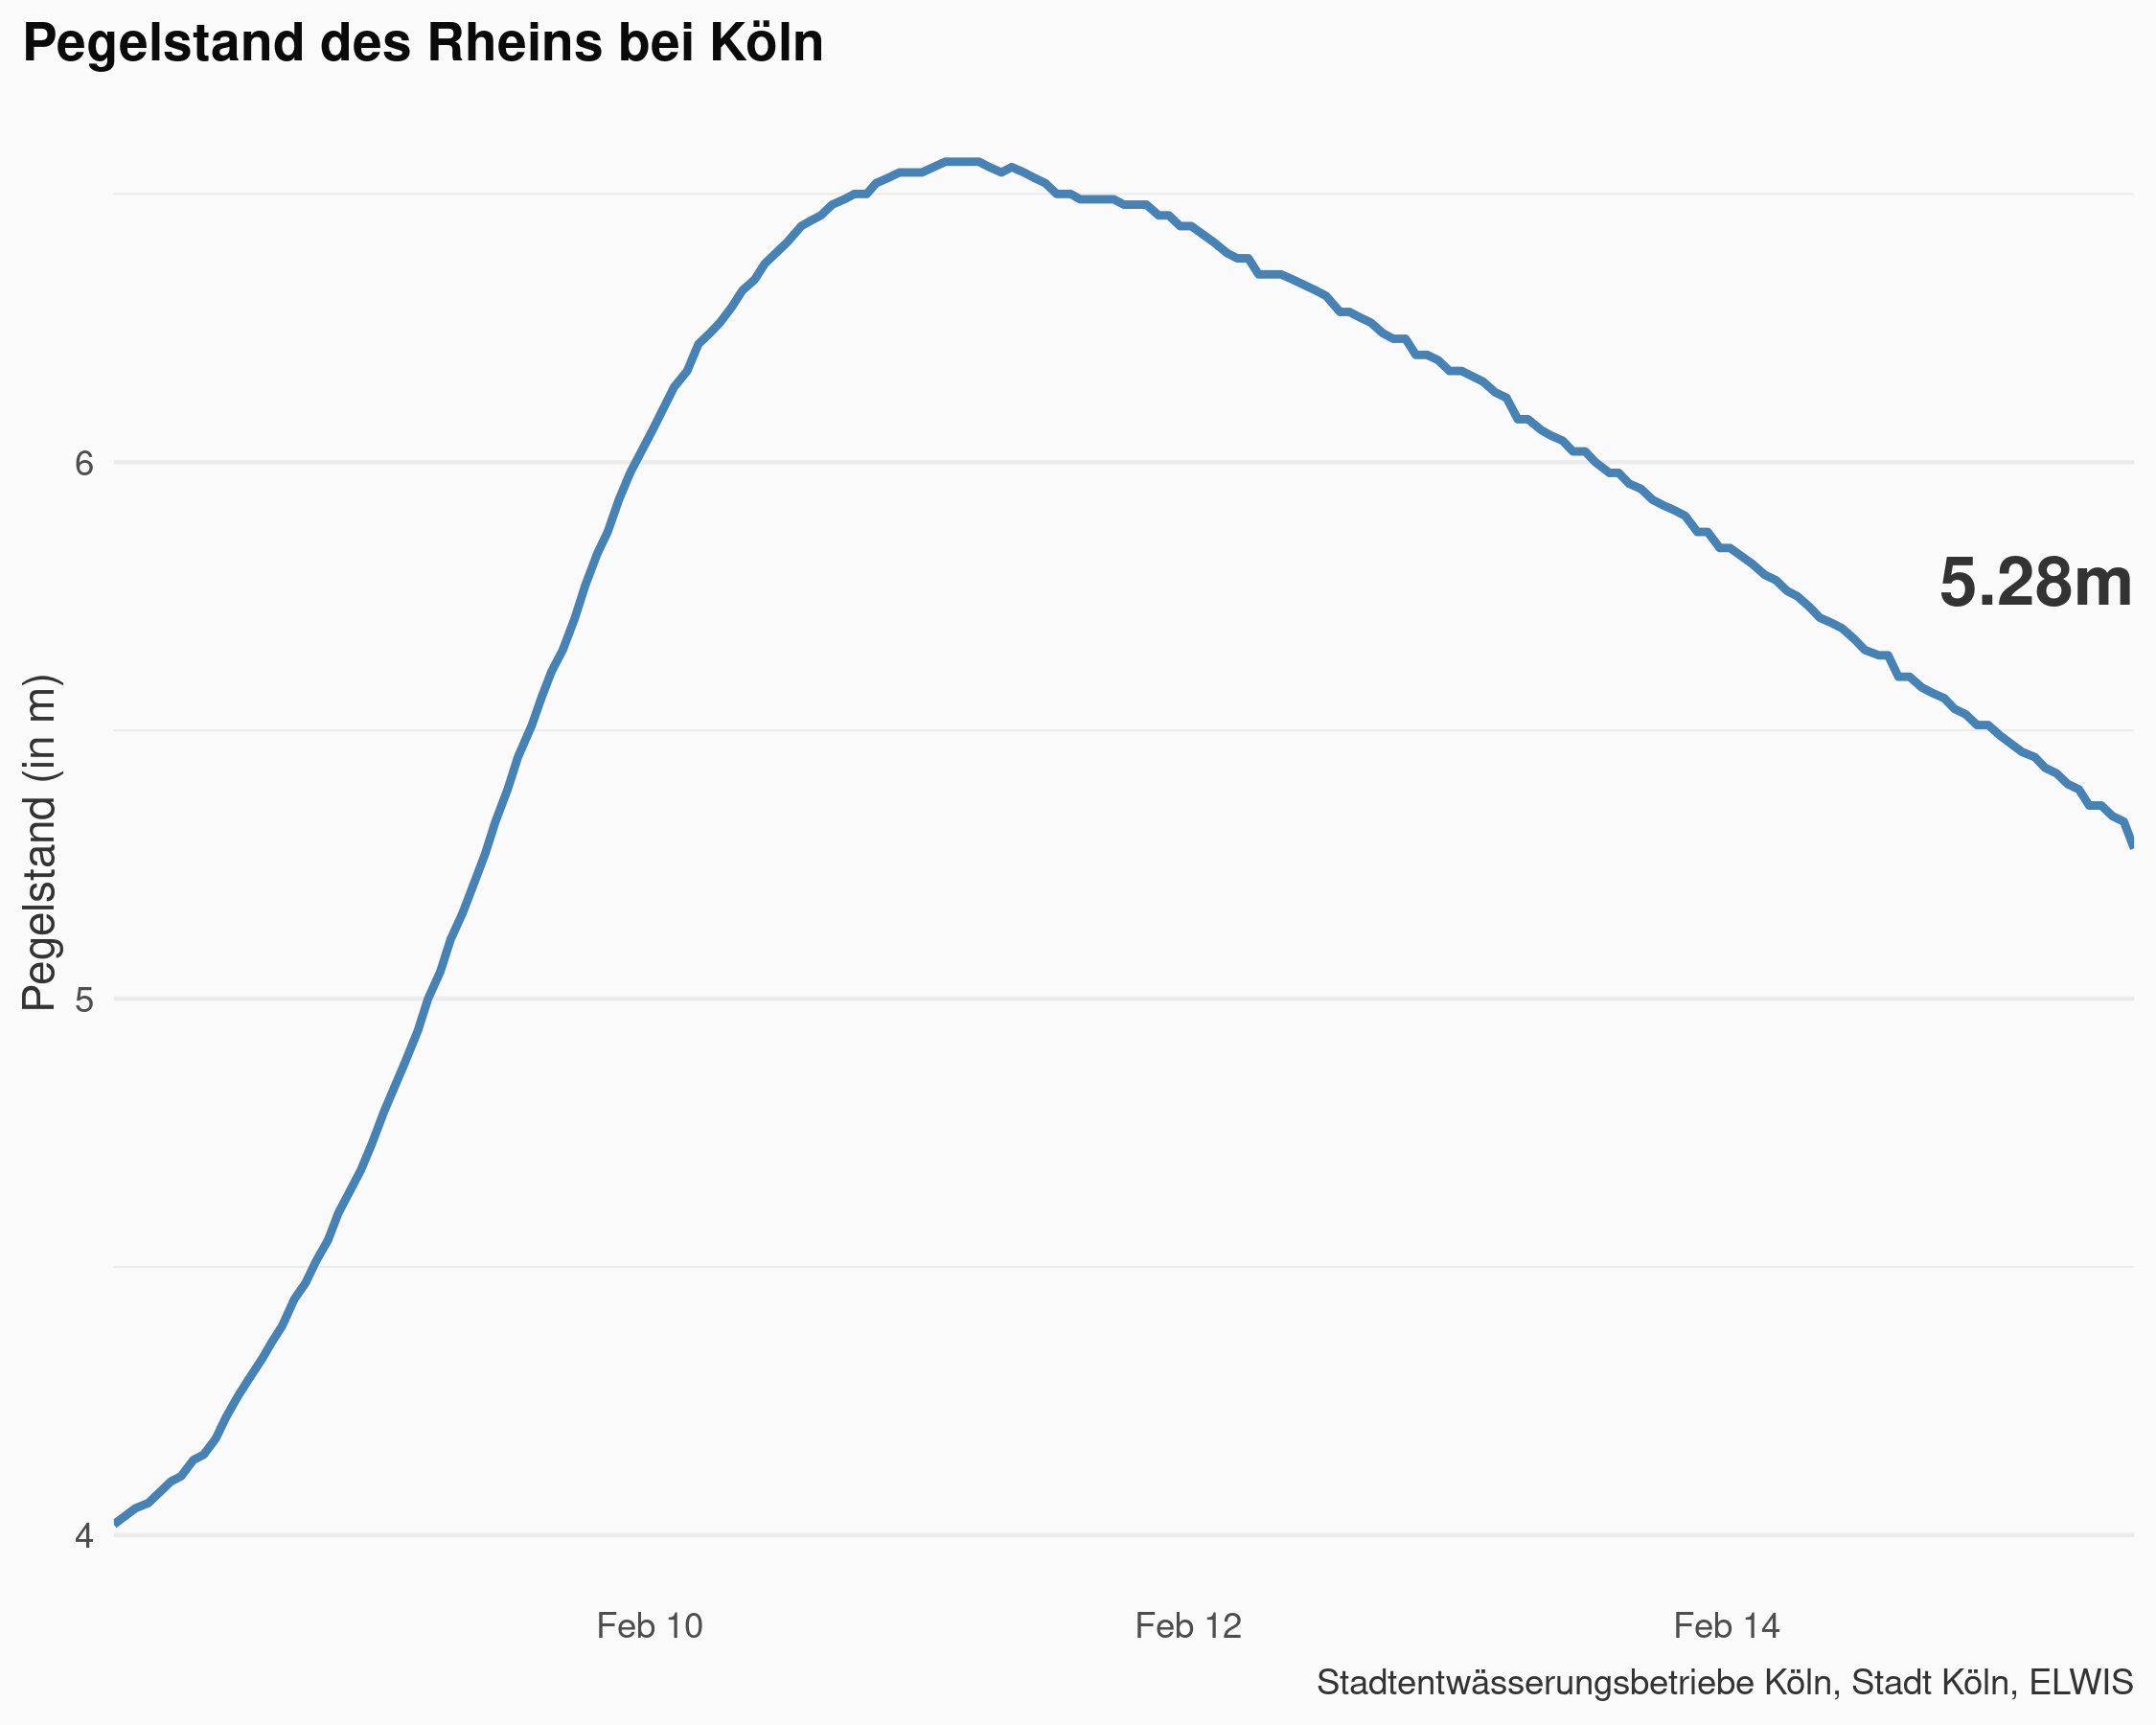 Pegelstand des Rheins bei Köln
Pegelstand (in m)
6
5
4
5.28m
Feb 10
Feb 12
Feb 14
Stadtentwässerungsbetriebe Köln, Stadt Köln, ELWIS